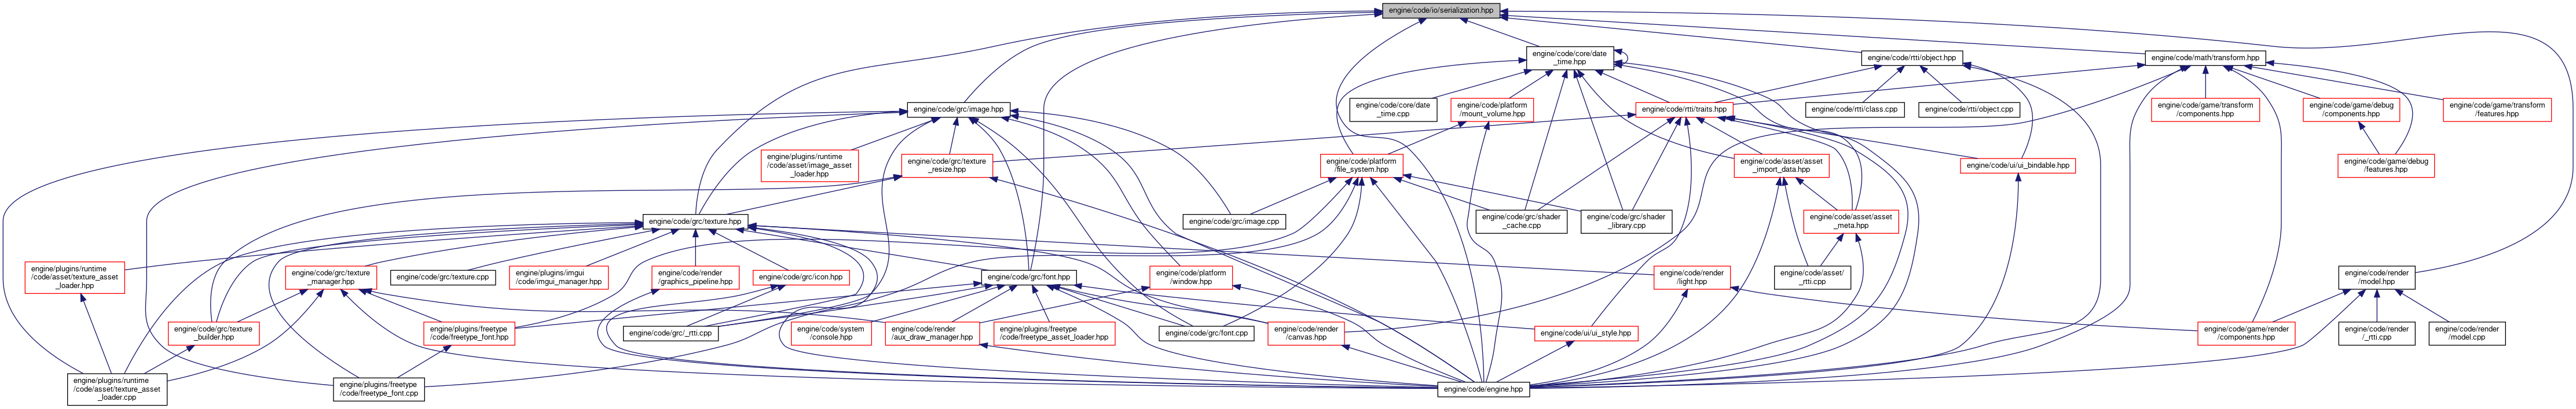 engine/code/io/serialization.hpp
engine/code/core/date
_time.hpp
engine/code/rtti/object.hpp
engine/code/math/transform.hpp
engine/code/grc/image.hpp
engine/code/core/date
_time.cpp
engine/code/platform
/mount_volume.hpp
engine/code/rtti/traits.hpp
engine/code/rtti/class.cpp
engine/code/rtti/object.cpp
engine/code/game/transform
/components.hpp
engine/code/game/debug
/components.hpp
engine/code/game/transform
/features.hpp
engine/plugins/runtime
/code/asset/image_asset
_loader.hpp
engine/code/grc/texture
_resize.hpp
engine/code/platform
/file_system.hpp
engine/code/asset/asset
_import_data.hpp
engine/code/ui/ui_bindable.hpp
engine/code/game/debug
/features.hpp
engine/code/grc/texture.hpp
engine/code/grc/image.cpp
engine/code/grc/shader
_cache.cpp
engine/code/grc/shader
_library.cpp
engine/code/asset/asset
_meta.hpp
engine/plugins/runtime
/code/asset/texture_asset
_loader.hpp
engine/code/grc/texture
_manager.hpp
engine/code/grc/texture.cpp
engine/plugins/imgui
/code/imgui_manager.hpp
engine/code/render
/graphics_pipeline.hpp
engine/code/grc/icon.hpp
engine/code/grc/font.hpp
engine/code/platform
/window.hpp
engine/code/render
/light.hpp
engine/code/asset/
_rtti.cpp
engine/code/render
/model.hpp
engine/code/grc/texture
_builder.hpp
engine/plugins/freetype
/code/freetype_font.hpp
engine/code/grc/_rtti.cpp
engine/code/system
/console.hpp
engine/code/render
/aux_draw_manager.hpp
engine/plugins/freetype
/code/freetype_asset_loader.hpp
engine/code/grc/font.cpp
engine/code/render
/canvas.hpp
engine/code/ui/ui_style.hpp
engine/code/game/render
/components.hpp
engine/code/render
/_rtti.cpp
engine/code/render
/model.cpp
engine/plugins/runtime
/code/asset/texture_asset
_loader.cpp
engine/plugins/freetype
/code/freetype_font.cpp
engine/code/engine.hpp